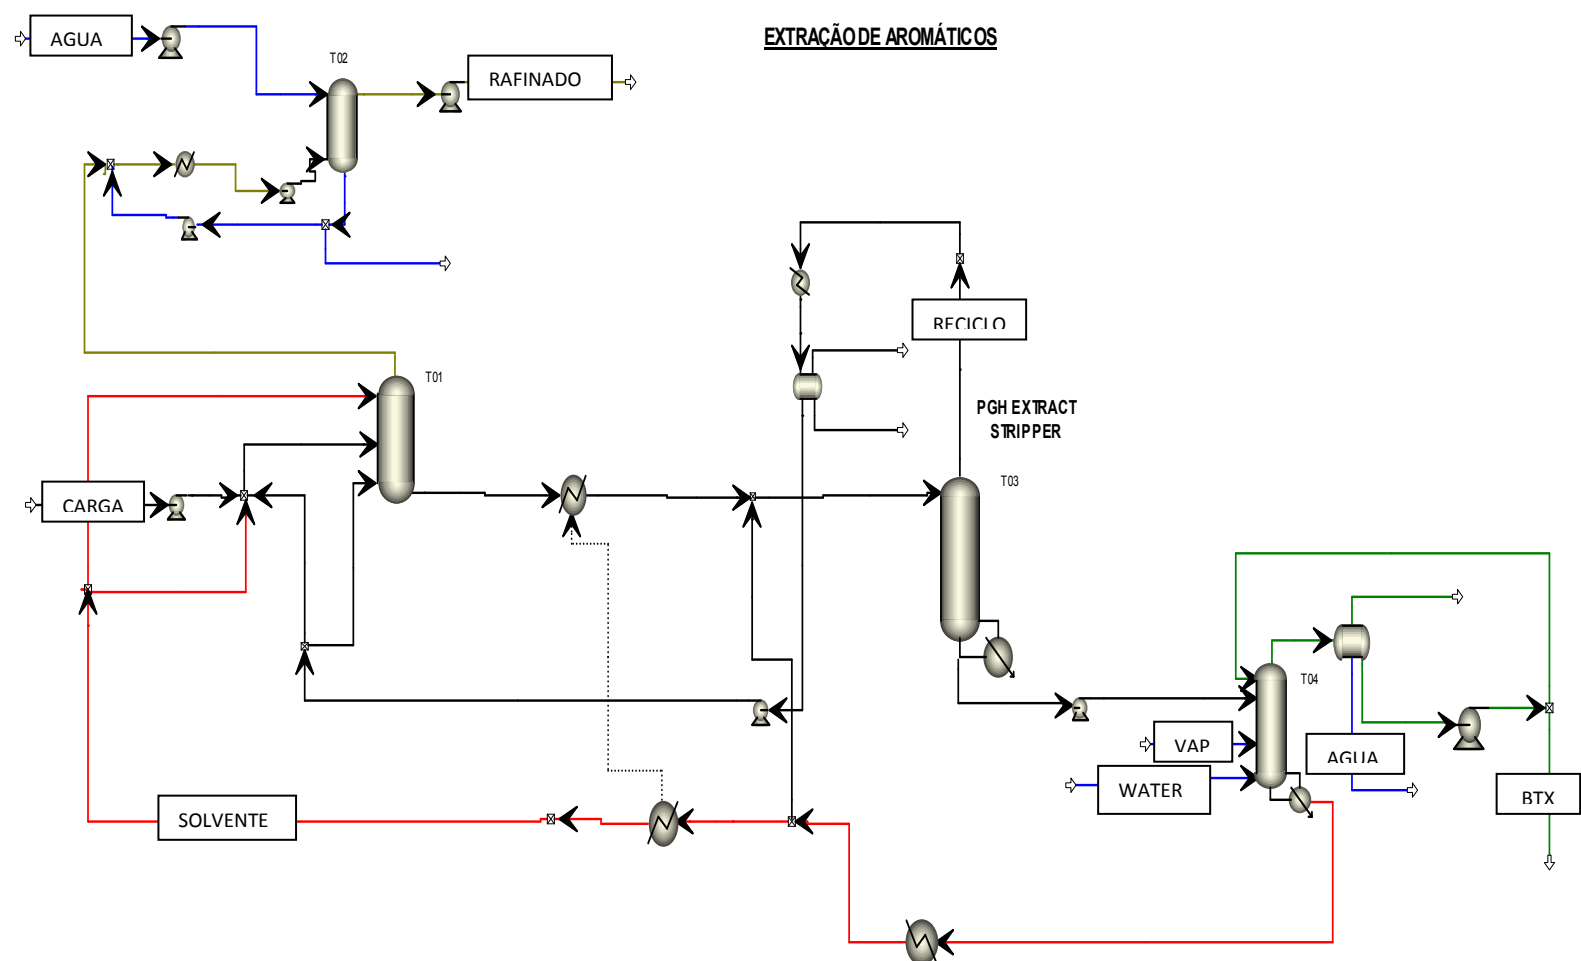 EXTRAÇÃO DE AROMÁTICOS
AGUA
T02
RAFINADO
RECICLO
T01
PGH EXTRACT
STRIPPER
T03
CARGA
T04
VAP
AGUA
WATER
BTX
SOLVENTE